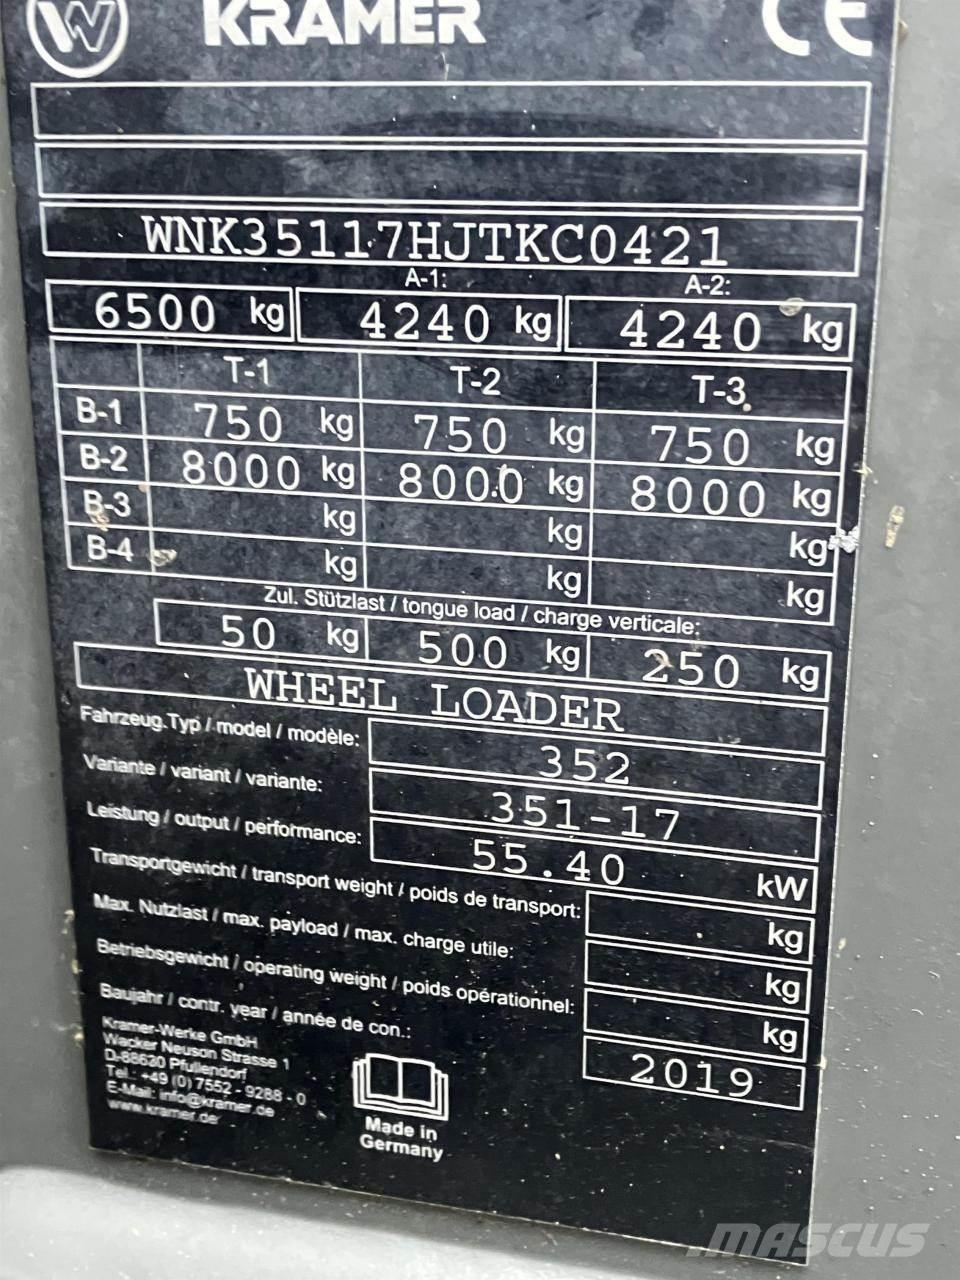 W KRAMER CE
WNK35117HJTKC0421
A-1: A-2:
6500 kg 4240 kg 4240 kg
T-1 T-2 T-3
B-1 750 kg 750 kg 750 kg
B-2 8000 kg 8000 kg 8000 kg
B-3 kg kg kg
B-4 kg kg kg
Zul. Stützlast / tongue load / charge verticale:
50 kg 500 kg 250 kg
WHEEL LOADER
Fahrzeug.Typ / model / modèle: 352
Variante / variant / variante: 351-17
Leistung / output / performance: 55.40 kW
Transportgewicht / transport weight / poids de transport: kg
Max. Nutzlast / max. payload / max. charge utile: kg
Betriebsgewicht / operating weight / poids opérationnel: kg
Baujahr / contr. year / année de con.: 2019
Kramer-Werke GmbH
Wacker Neuson Strasse 1
D-88630 Pfullendorf
Tel.: +49 (0) 7552 - 9288 - 0
E-Mail: info@kramer.de
www.kramer.de
Made in
Germany
MASCUS